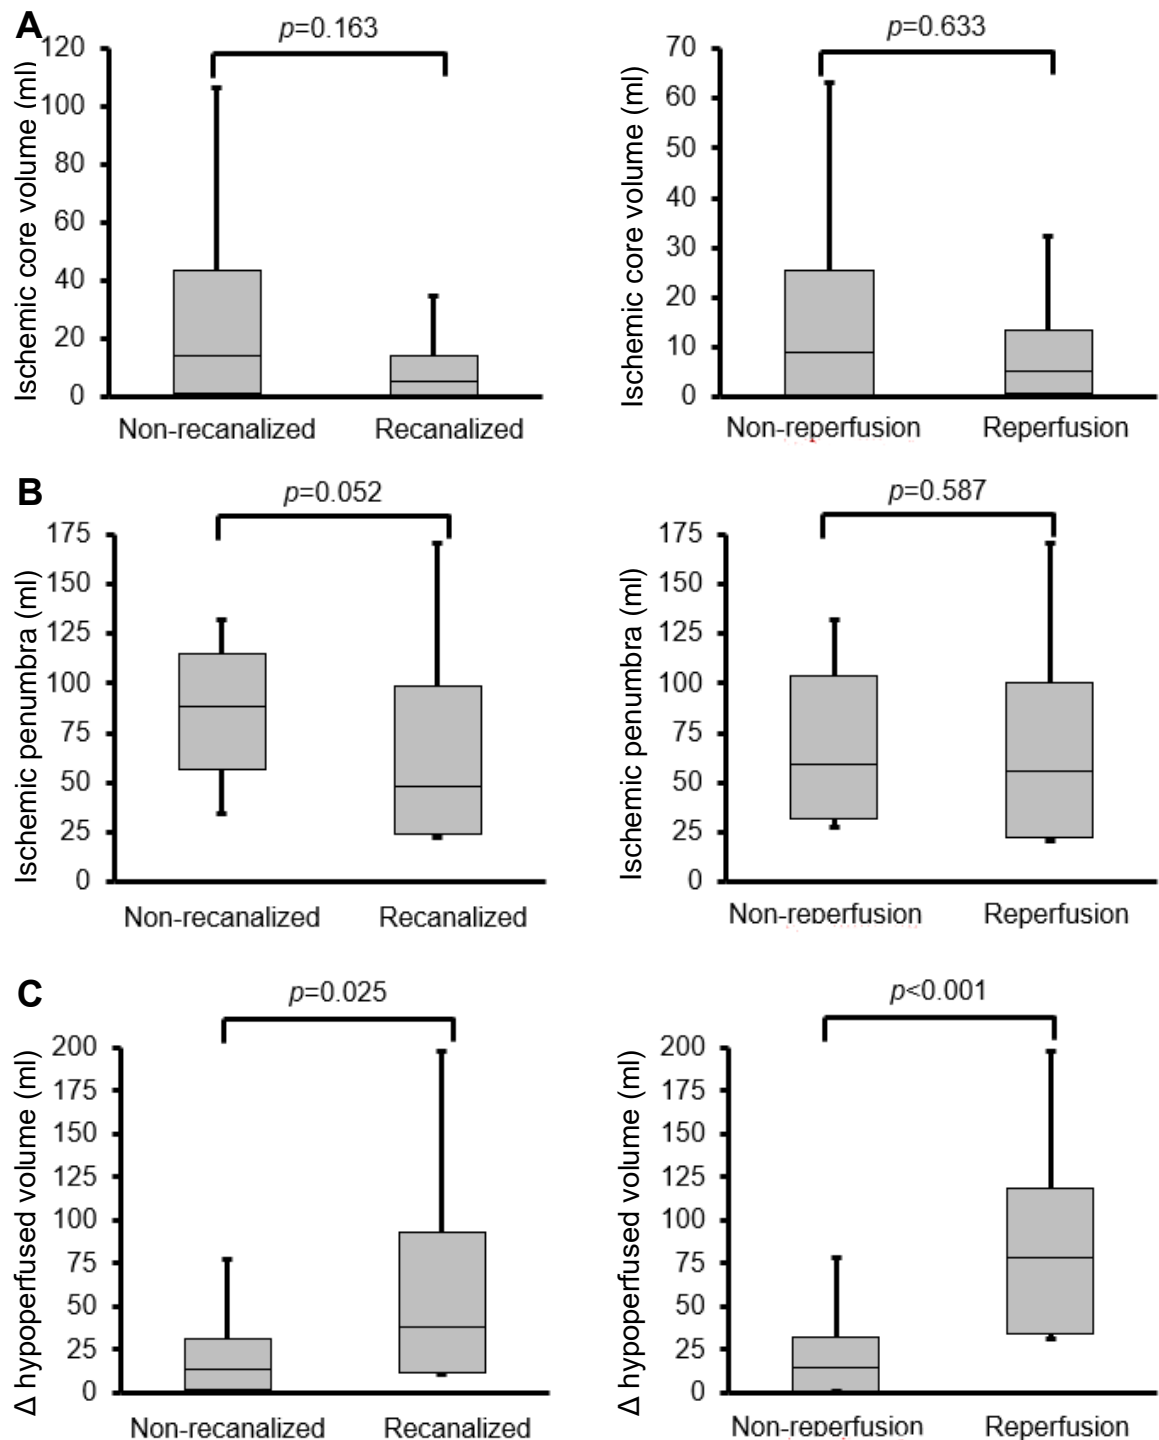 A
p=0.163
p=0.633
Ischemic core volume (ml)
120
100
80
60
40
20
0
Non-recanalized
Recanalized
Ischemic core volume (ml)
70
60
50
40
30
20
10
0
Non-reperfusion
Reperfusion
B
p=0.052
p=0.587
Ischemic penumbra (ml)
175
150
125
100
75
50
25
0
Non-recanalized
Recanalized
Ischemic penumbra (ml)
175
150
125
100
75
50
25
0
Non-reperfusion
Reperfusion
C
p=0.025
p<0.001
Δ hypoperfused volume (ml)
200
175
150
125
100
75
50
25
0
Non-recanalized
Recanalized
Δ hypoperfused volume (ml)
200
175
150
125
100
75
50
25
0
Non-reperfusion
Reperfusion